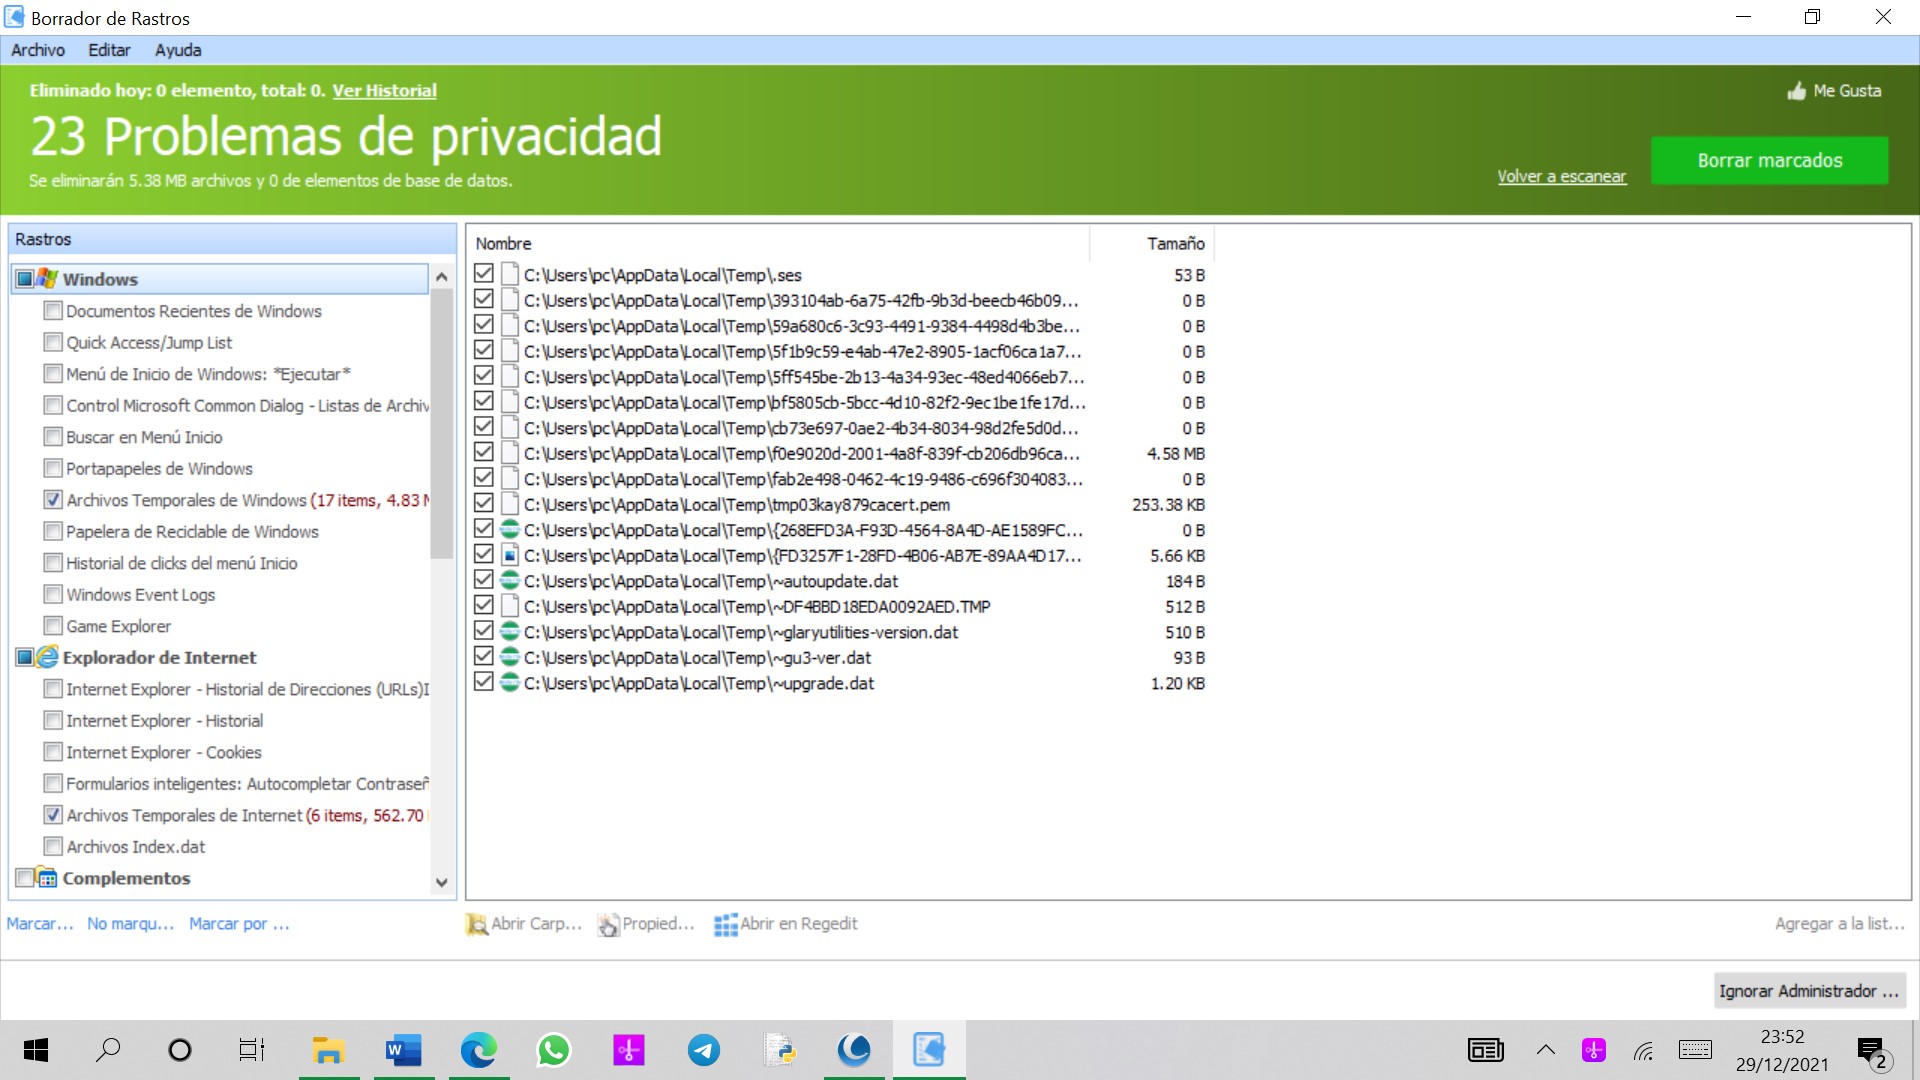 Borrador de Rastros
Archivo Editar Ayuda
Eliminado hoy: 0 elemento, total: 0. Ver Historial
Me Gusta
23 Problemas de privacidad
Se eliminarán 5.38 MB archivos y 0 de elementos de base de datos.
Volver a escanear
Borrar marcados
Rastros
Windows
Documentos Recientes de Windows
Quick Access/Jump List
Menú de Inicio de Windows: *Ejecutar*
Control Microsoft Common Dialog - Listas de Archiv
Buscar en Menú Inicio
Portapapeles de Windows
Archivos Temporales de Windows (17 items, 4.83 M
Papelera de Reciclable de Windows
Historial de clicks del menú Inicio
Windows Event Logs
Game Explorer
Explorador de Internet
Internet Explorer - Historial de Direcciones (URLs)I
Internet Explorer - Historial
Internet Explorer - Cookies
Formularios inteligentes: Autocompletar Contraseñ
Archivos Temporales de Internet (6 items, 562.70
Archivos Index.dat
Complementos
Marcar... No marqu... Marcar por ...
Nombre Tamaño
C:\Users\pc\AppData\Local\Temp\.ses 53 B
C:\Users\pc\AppData\Local\Temp\393104ab-6a75-42fb-9b3d-beecb46b09... 0 B
C:\Users\pc\AppData\Local\Temp\59a680c6-3c93-4491-9384-4498d4b3be... 0 B
C:\Users\pc\AppData\Local\Temp\5f1b9c59-e4ab-47e2-8905-1acf06ca1a7... 0 B
C:\Users\pc\AppData\Local\Temp\5ff545be-2b13-4a34-93ec-48ed4066eb7... 0 B
C:\Users\pc\AppData\Local\Temp\bf5805cb-5bcc-4d10-82f2-9ec1be1fe17d... 0 B
C:\Users\pc\AppData\Local\Temp\cb73e697-0ae2-4b34-8034-98d2fe5d0d... 0 B
C:\Users\pc\AppData\Local\Temp\f0e9020d-2001-4a8f-839f-cb206db96ca... 4.58 MB
C:\Users\pc\AppData\Local\Temp\fab2e498-0462-4c19-9486-c696f304083... 0 B
C:\Users\pc\AppData\Local\Temp\tmp03kay879cacert.pem 253.38 KB
C:\Users\pc\AppData\Local\Temp\{268EFD3A-F93D-4564-8A4D-AE1589FC... 0 B
C:\Users\pc\AppData\Local\Temp\{FD3257F1-28FD-4B06-AB7E-89AA4D17... 5.66 KB
C:\Users\pc\AppData\Local\Temp\~autoupdate.dat 184 B
C:\Users\pc\AppData\Local\Temp\~DF4BBD18EDA0092AED.TMP 512 B
C:\Users\pc\AppData\Local\Temp\~glaryutilities-version.dat 510 B
C:\Users\pc\AppData\Local\Temp\~gu3-ver.dat 93 B
C:\Users\pc\AppData\Local\Temp\~upgrade.dat 1.20 KB
Abrir Carp... Propied... Abrir en Regedit Agregar a la list...
Ignorar Administrador ...
23:52
29/12/2021
2